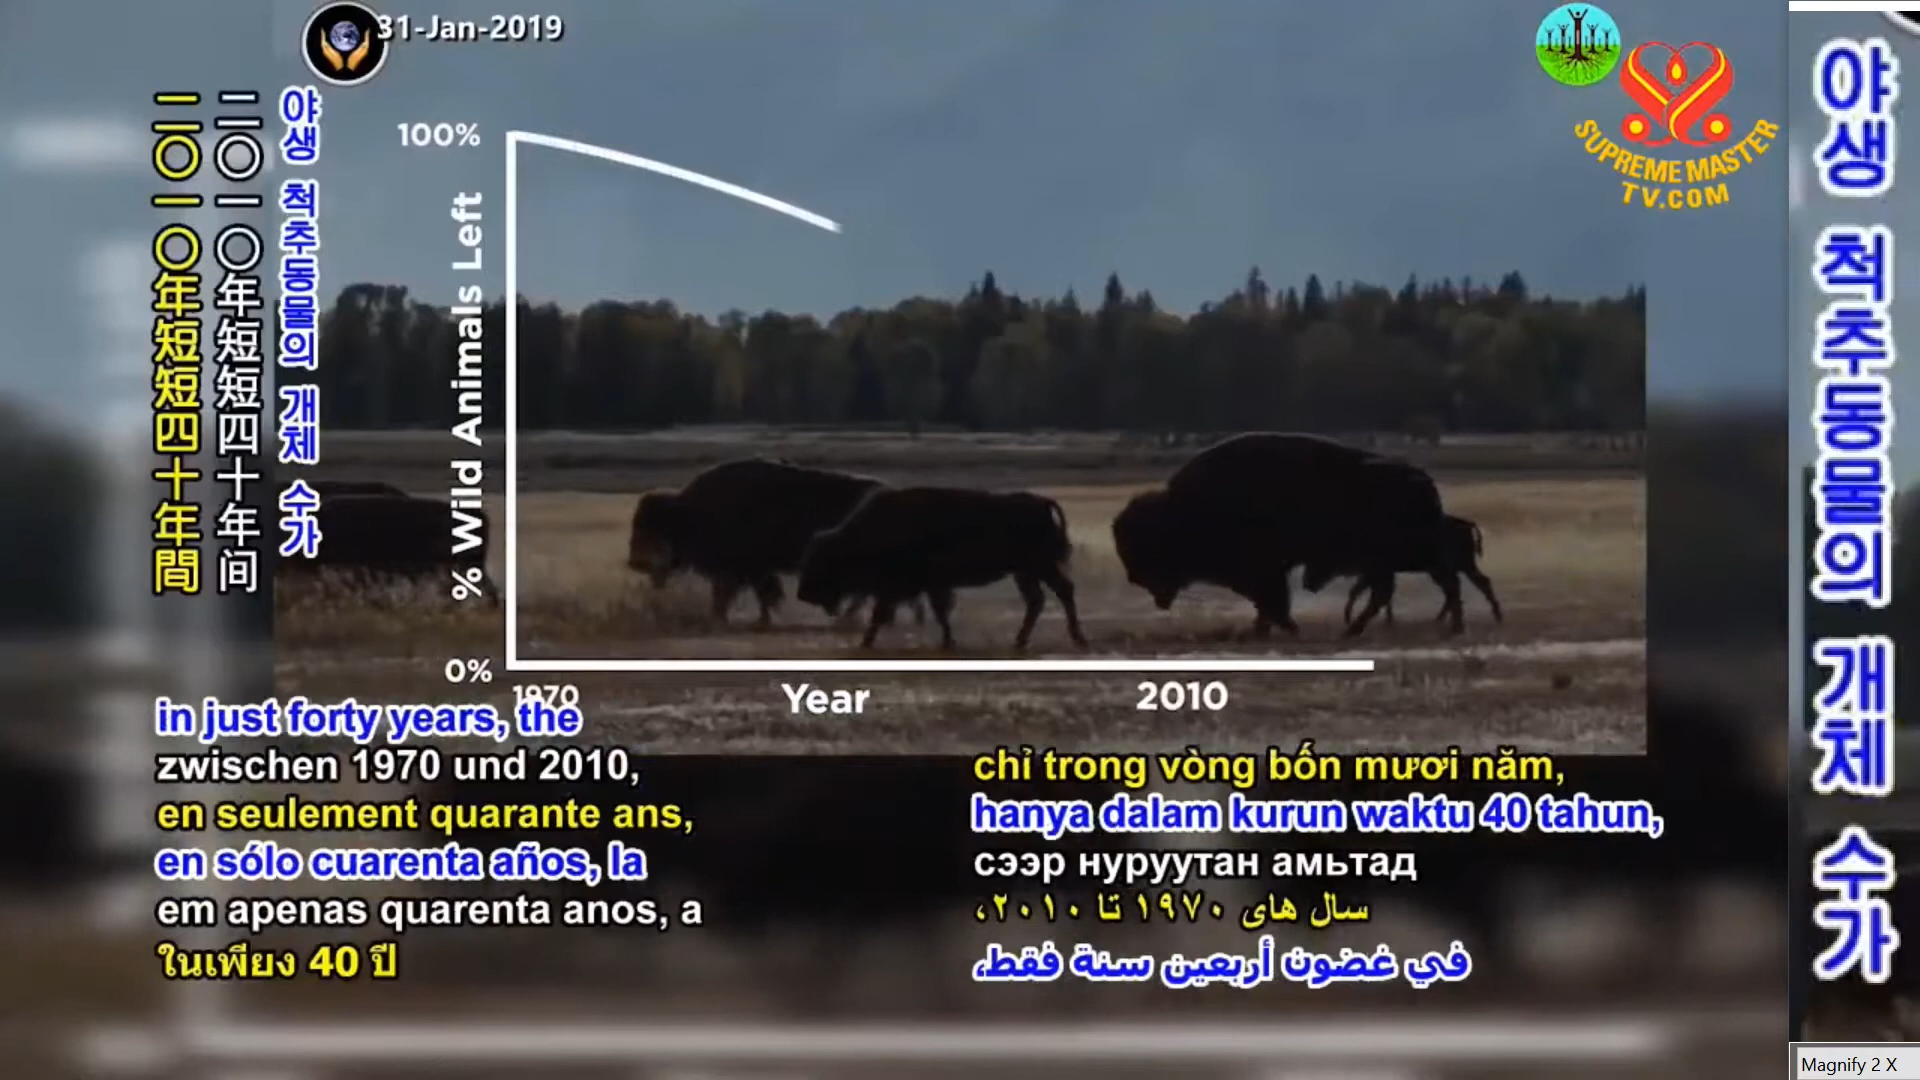 31-Jan-2019
SUPREME MASTER
TV.COM
二〇一〇年短短四十年間
二〇一〇年短短四十年间
야생 척추동물의 개체 수가
100%
% Wild Animals Left
0%
1970
Year
2010
in just forty years, the
zwischen 1970 und 2010,
en seulement quarante ans,
en sólo cuarenta años, la
em apenas quarenta anos, a
ในเพียง 40 ปี
chỉ trong vòng bốn mươi năm,
hanya dalam kurun waktu 40 tahun,
сээр нуруутан амьтад
سال های ۱۹۷۰ تا ۲۰۱۰،
في غضون أربعين سنة فقط،
야생 척추동물의 개체 수가
Magnify 2 X